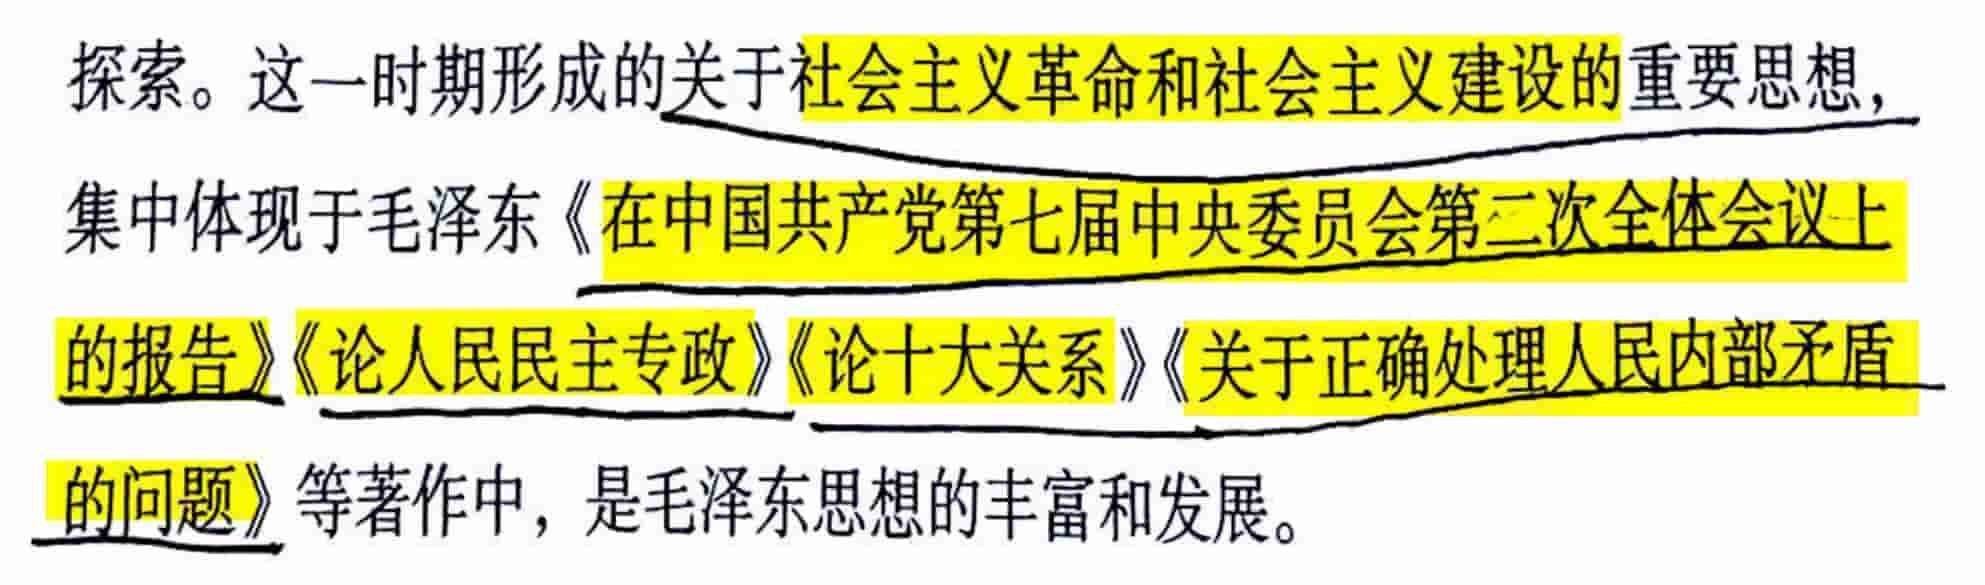 探索。这一时期形成的关于社会主义革命和社会主义建设的重要思想，
集中体现于毛泽东《在中国共产党第七届中央委员会第二次全体会议上
的报告》《论人民民主专政》《论十大关系》《关于正确处理人民内部矛盾
的问题》等著作中，是毛泽东思想的丰富和发展。